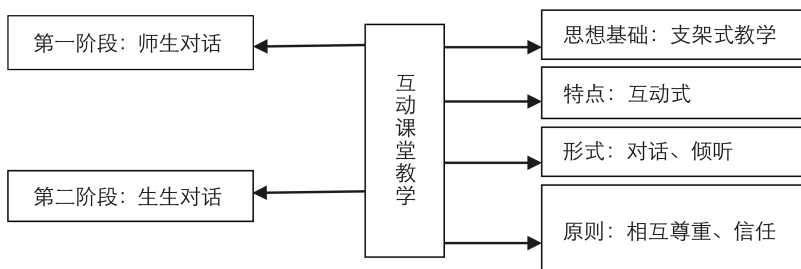 第一阶段：师生对话
第二阶段：生生对话
互动课堂教学
思想基础：支架式教学
特点：互动式
形式：对话、倾听
原则：相互尊重、信任